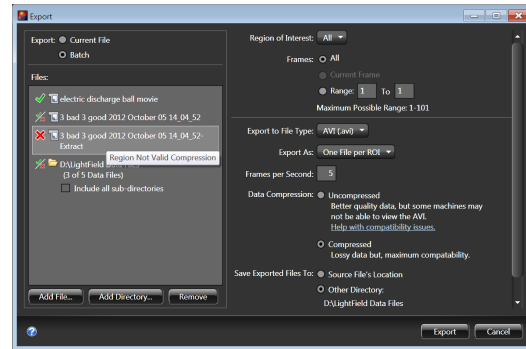 Export
Export: Current File
Batch
Files:
electric discharge ball movie
3 bad 3 good 2012 October 05 14_04_52
3 bad 3 good 2012 October 05 14_04_52-
Extract
Region Not Valid Compression
D:\LightField Data Files
(3 of 5 Data Files)
Include all sub-directories
Add File...
Add Directory...
Remove
Region of Interest: All
Frames: All
Current Frame
Range: 1 To 1
Maximum Possible Range: 1-101
Export to File Type: AVI (.avi)
Export As: One File per ROI
Frames per Second: 5
Data Compression: Uncompressed
Better quality data, but some machines may
not be able to view the AVI.
Help with compatibility issues.
Compressed
Lossy data but, maximum compatability.
Save Exported Files To: Source File's Location
Other Directory:
D:\LightField Data Files
Export
Cancel